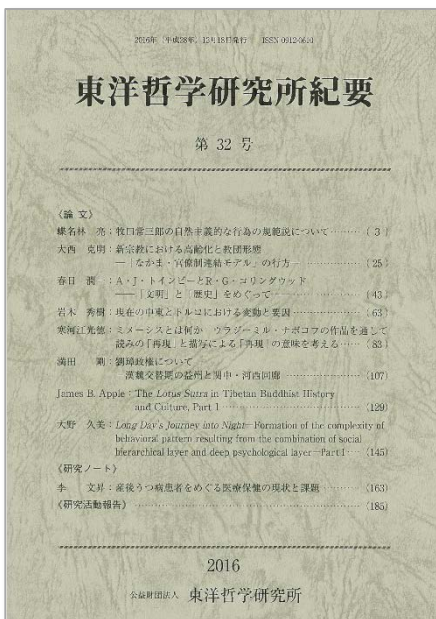 2016年（平成28年）12月18日発行　ISSN 0912-3610
東洋哲学研究所紀要
第 32 号
〈論 文〉
蝶名林　亮：牧口常三郎の自然主義的な行為の規範説について………（ 3 ）
大西　克明：新宗教における高齢化と教団形態
―「なかま・官僚制連結モデル」の行方―………（ 25 ）
春日　潤：A・J・トインビーとR・G・コリングウッド
――「文明」と「歴史」をめぐって………（ 43 ）
岩木　秀樹：現在の中東とトルコにおける変動と要因………（ 63 ）
寒河江光徳：ミメーシスとは何か　ウラジーミル・ナボコフの作品を通して
読みの「再現」と描写による「再現」の意味を考える………（ 83 ）
満田　剛：劉璋政権について
漢魏交替期の益州と関中・河西回廊………（107）
James B. Apple：The Lotus Sutra in Tibetan Buddhist History
and Culture, Part 1………（129）
大野　久美：Long Day's Journey into Night―Formation of the complexity of
behavioral pattern resulting from the combination of social
hierarchical layer and deep psychological layer―Part I……（145）
《研究ノート》
李　文昇：産後うつ病患者をめぐる医療保健の現状と課題………（163）
《研究活動報告》………（185）
2016
公益財団法人　東洋哲学研究所